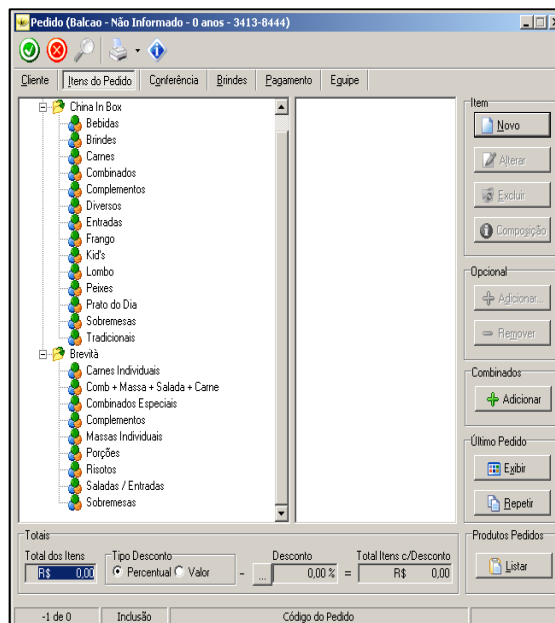 Pedido (Balcao - Não Informado - 0 anos - 3413-8444)
Cliente Itens do Pedido Conferência Brindes Pagamento Equipe
China In Box
Bebidas
Brindes
Carnes
Combinados
Complementos
Diversos
Entradas
Frango
Kid's
Lombo
Peixes
Prato do Dia
Sobremesas
Tradicionais
Brevità
Carnes Individuais
Comb + Massa + Salada + Carne
Combinados Especiais
Complementos
Massas Individuais
Porções
Risotos
Saladas / Entradas
Sobremesas
Item
Novo
Alterar
Excluir
Composição
Opcional
Adicionar...
Remover
Combinados
Adicionar
Último Pedido
Exibir
Repetir
Produtos Pedidos
Listar
Totais
Total dos Itens Tipo Desconto Desconto Total Itens c/Desconto
R$ 0,00 Percentual Valor - ... 0,00 % = R$ 0,00
-1 de 0 Inclusão Código do Pedido